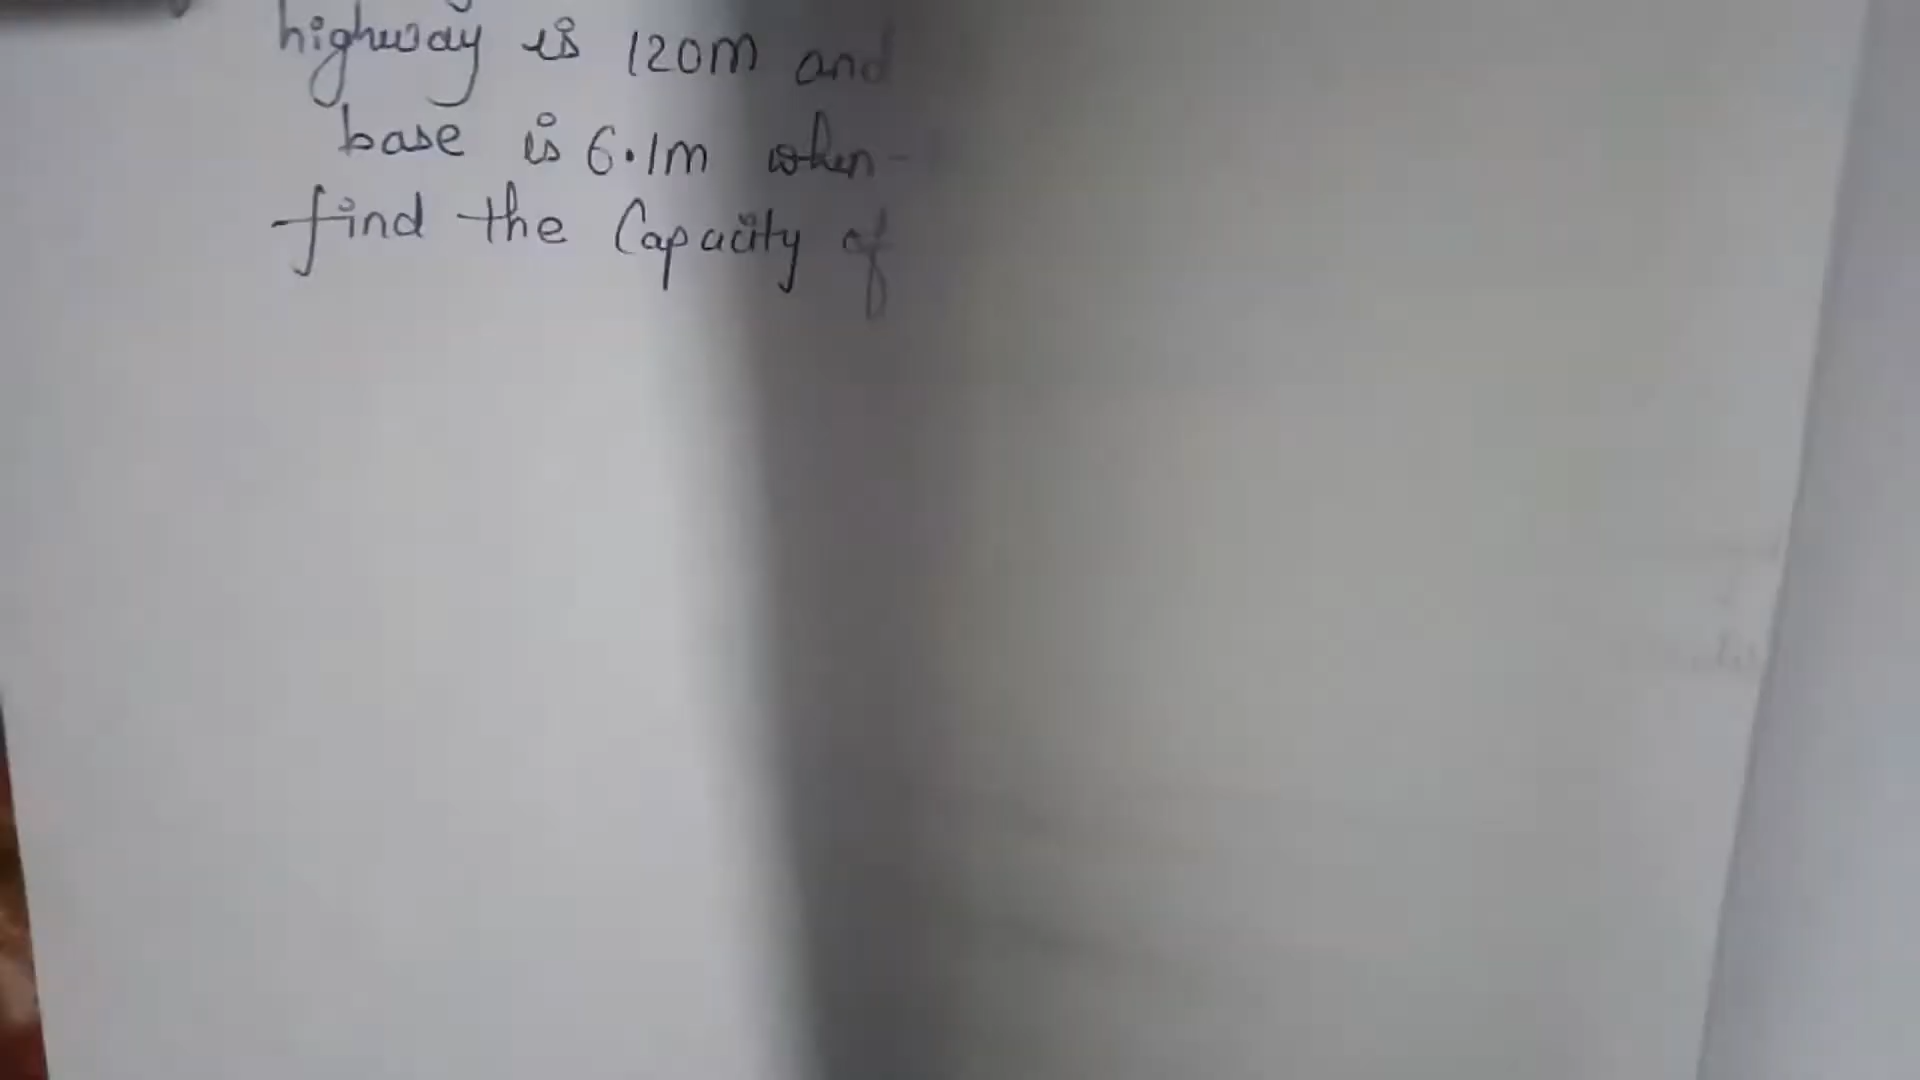 highway is 120m and
base is 6.1m when
find the Capacity of